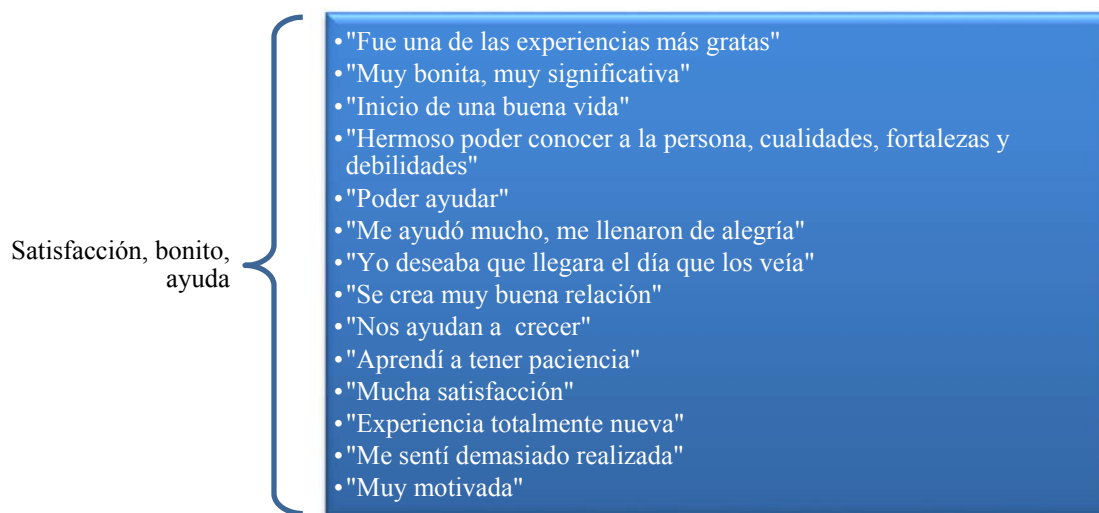 Satisfacción, bonito,
ayuda
•"Fue una de las experiencias más gratas"
•"Muy bonita, muy significativa"
•"Inicio de una buena vida"
•"Hermoso poder conocer a la persona, cualidades, fortalezas y
debilidades"
•"Poder ayudar"
•"Me ayudó mucho, me llenaron de alegría"
•"Yo deseaba que llegara el día que los veía"
•"Se crea muy buena relación"
•"Nos ayudan a  crecer"
•"Aprendí a tener paciencia"
•"Mucha satisfacción"
•"Experiencia totalmente nueva"
•"Me sentí demasiado realizada"
•"Muy motivada"